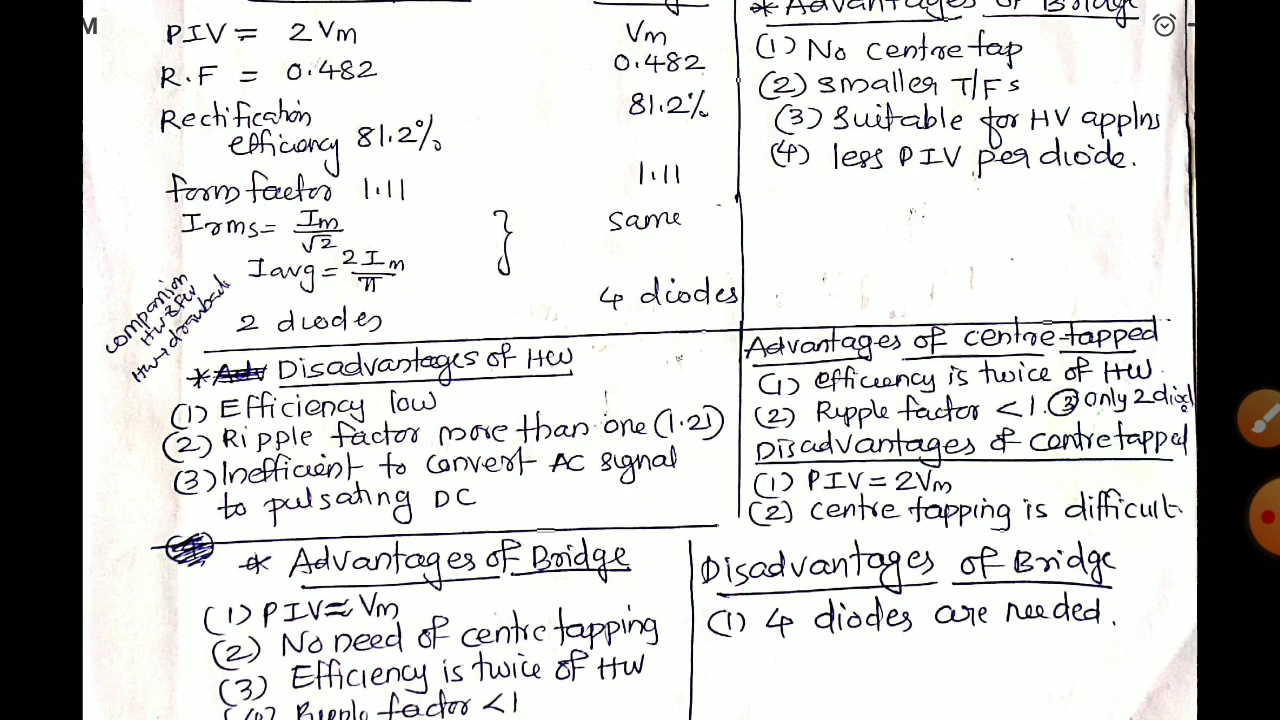 M
* Advantages of Bridge
PIV = 2Vm
Vm
R.F = 0.482
0.482
Rectification
efficiency 81.2%
81.2%
form factor 1.11
1.11
Irms = Im/√2
Iavg = 2Im/π
}
same
2 diodes
4 diodes
(1) No centre tap
(2) smaller T/Fs
(3) Suitable for HV applns
(4) less PIV per diode.
HW & FW
HW → drawback
* Disadvantages of HW
(1) Efficiency low
(2) Ripple factor more than one (1.21)
(3) Inefficient to convert AC signal
to pulsating DC
Advantages of centre-tapped
(1) efficiency is twice of HW.
(2) Ripple factor <1. (3) only 2 diod
Disadvantages of centre tapped
(1) PIV = 2Vm
(2) centre tapping is difficult.
* Advantages of Bridge
(1) PIV = Vm
(2) No need of centre tapping
(3) Efficiency is twice of HW
(4) Ripple factor <1
Disadvantages of Bridge
(1) 4 diodes are needed.